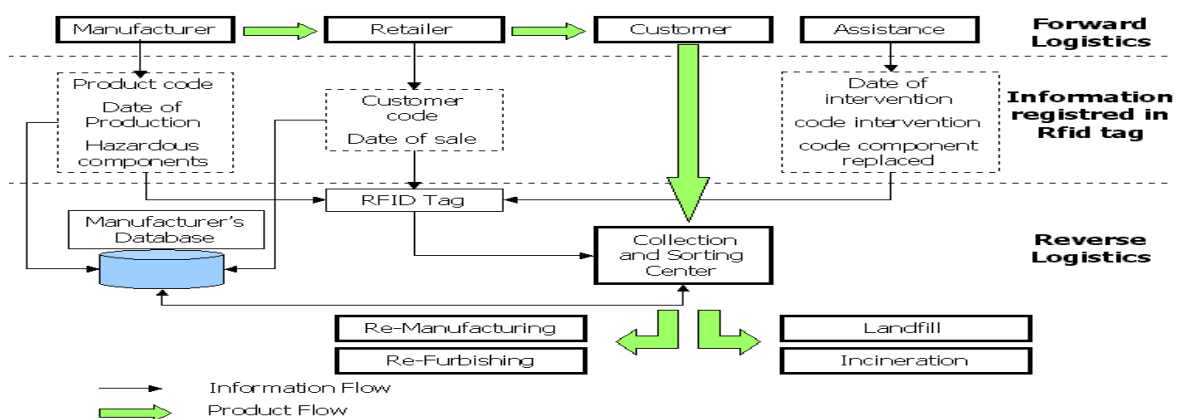 Manufacturer
Retailer
Customer
Assistance
Forward
Logistics
Product code
Date of
Production
Hazardous
components
Customer
code
Date of sale
Date of
intervention
code intervention
code component
replaced
Information
registred in
Rfid tag
RFID Tag
Manufacturer's
Database
Collection
and Sorting
Center
Reverse
Logistics
Re-Manufacturing
Landfill
Re-Furbishing
Incineration
Information Flow
Product Flow